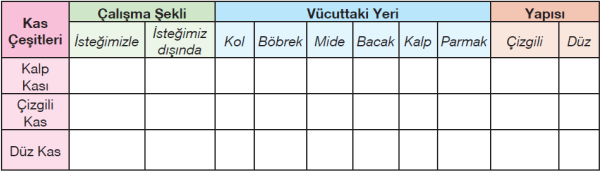 Kas Çeşitleri Çalışma Şekli Vücuttaki Yeri Yapısı
İsteğimizle İsteğimiz dışında Kol Böbrek Mide Bacak Kalp Parmak Çizgili Düz
Kalp Kası
Çizgili Kas
Düz Kas